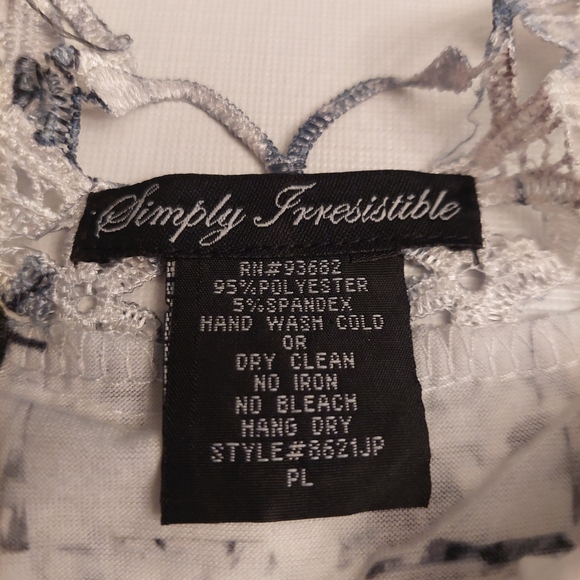 Simply Irresistible
RN#93682
95%POLYESTER
5%SPANDEX
HAND WASH COLD
OR
DRY CLEAN
NO IRON
NO BLEACH
HANG DRY
STYLE#8621JP
PL